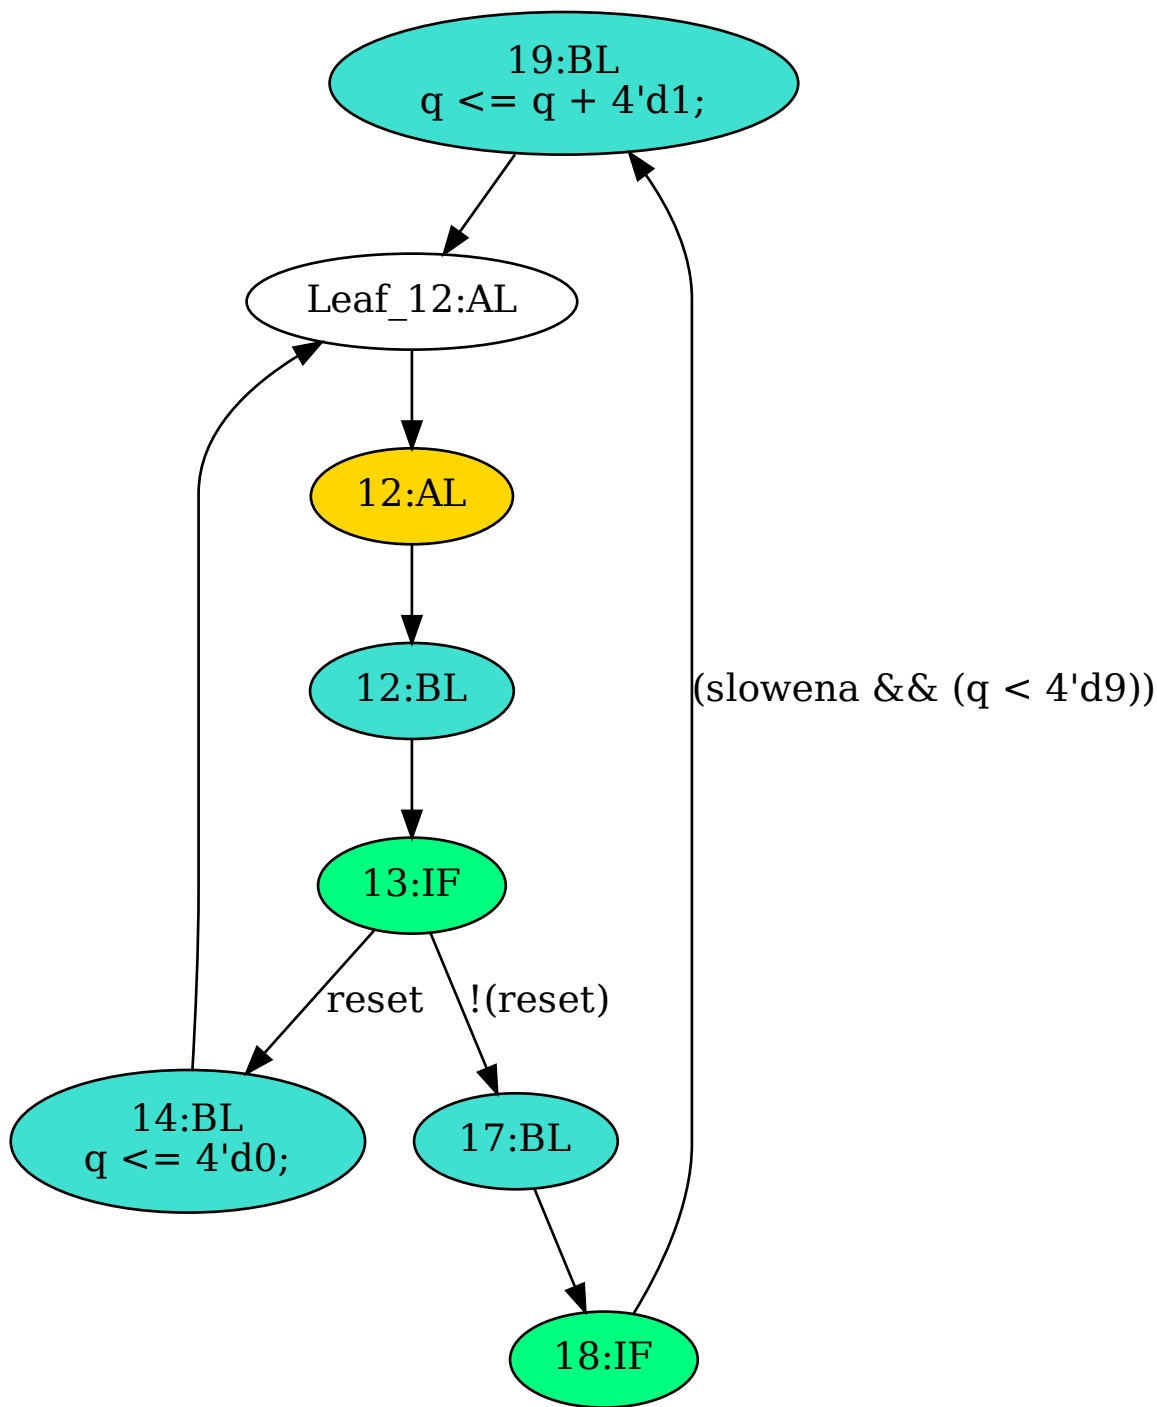 19:BL
q <= q + 4'd1;
Leaf_12:AL
12:AL
12:BL
(slowena && (q < 4'd9))
13:IF
reset
!(reset)
14:BL
q <= 4'd0;
17:BL
18:IF